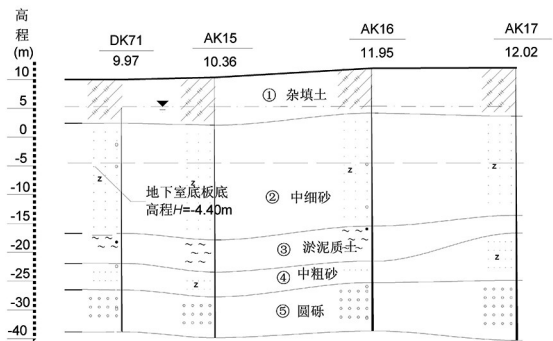 高
程
(m)
DK71 AK15 AK16 AK17
9.97 10.36 11.95 12.02
10
5
0
-5
-10
-15
-20
-25
-30
-40
① 杂填土
z z z z
地下室底板底
高程H=-4.40m
② 中细砂
③ 淤泥质土
④ 中粗砂
z z
⑤ 圆砾